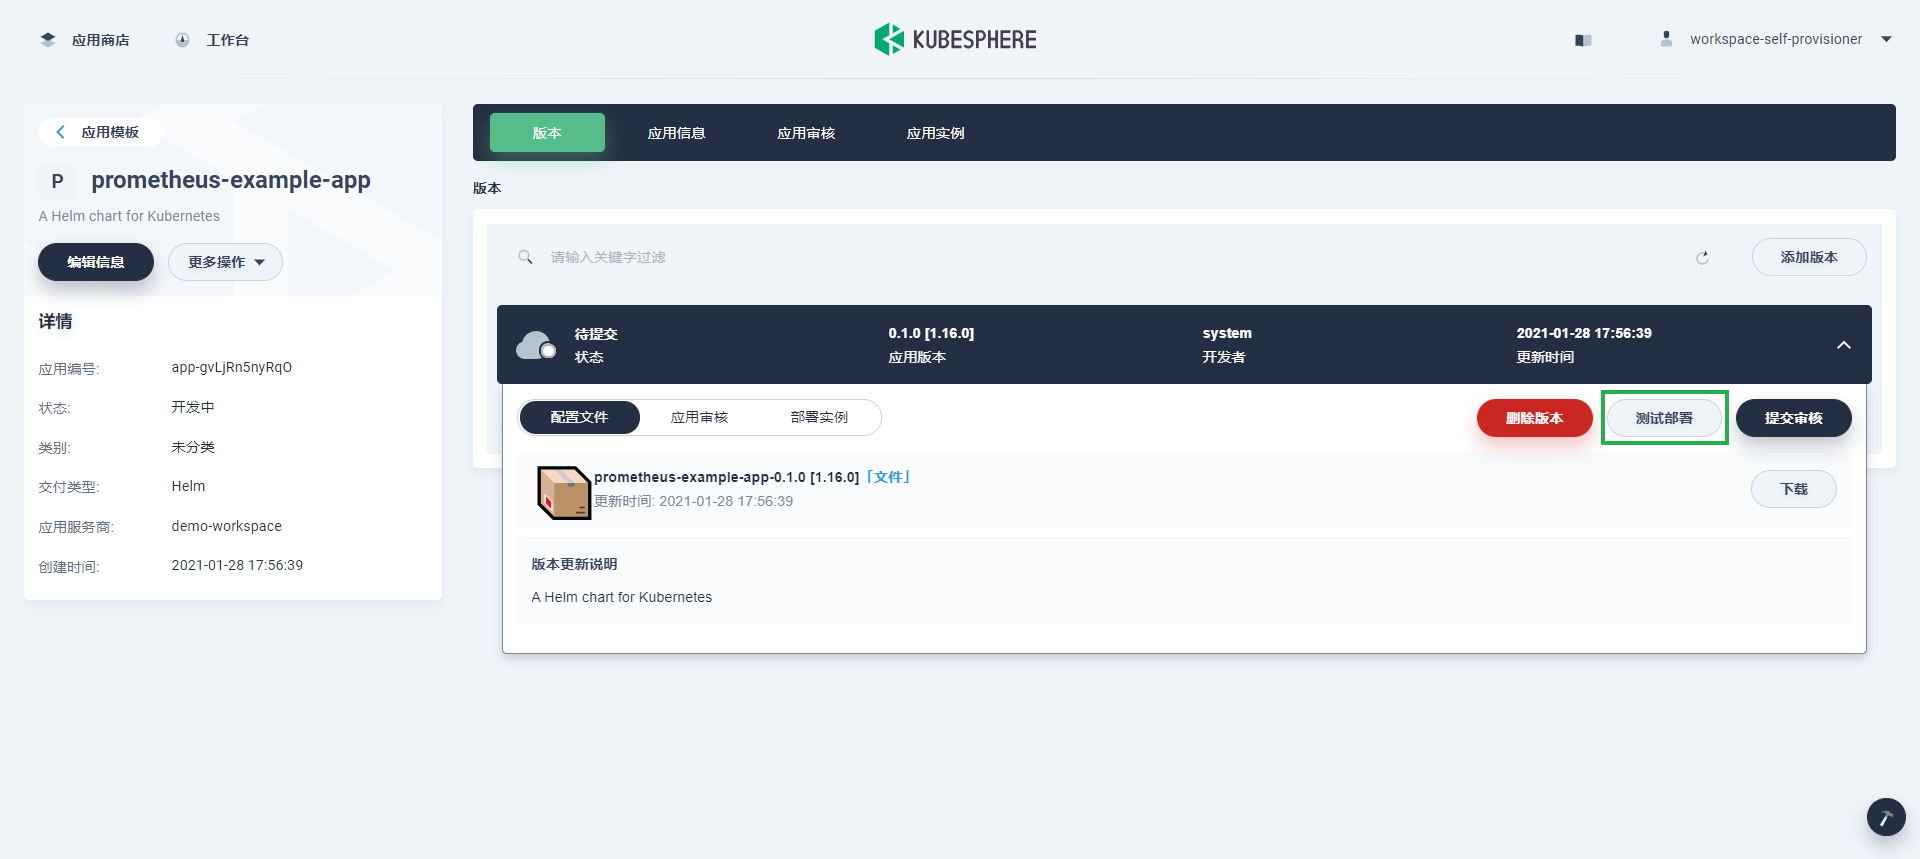 应用商店
工作台
KUBESPHERE
workspace-self-provisioner
应用模板
P prometheus-example-app
A Helm chart for Kubernetes
编辑信息
更多操作
详情
应用编号: app-gvLjRn5nyRqO
状态: 开发中
类别: 未分类
交付类型: Helm
应用服务商: demo-workspace
创建时间: 2021-01-28 17:56:39
版本
应用信息
应用审核
应用实例
版本
请输入关键字过滤
添加版本
待提交
状态
0.1.0 [1.16.0]
应用版本
system
开发者
2021-01-28 17:56:39
更新时间
配置文件
应用审核
部署实例
删除版本
测试部署
提交审核
prometheus-example-app-0.1.0 [1.16.0]「文件」
更新时间: 2021-01-28 17:56:39
下载
版本更新说明
A Helm chart for Kubernetes